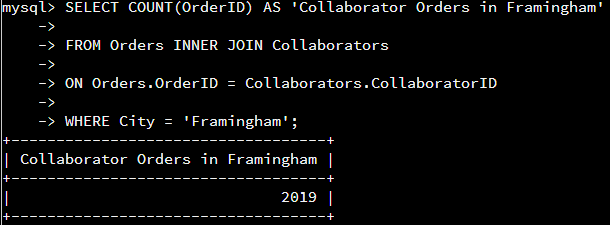 mysql> SELECT COUNT(OrderID) AS 'Collaborator Orders in Framingham'
    ->
    -> FROM Orders INNER JOIN Collaborators
    ->
    -> ON Orders.OrderID = Collaborators.CollaboratorID
    ->
    -> WHERE City = 'Framingham';
+-----------------------------------+
| Collaborator Orders in Framingham |
+-----------------------------------+
|                              2019 |
+-----------------------------------+